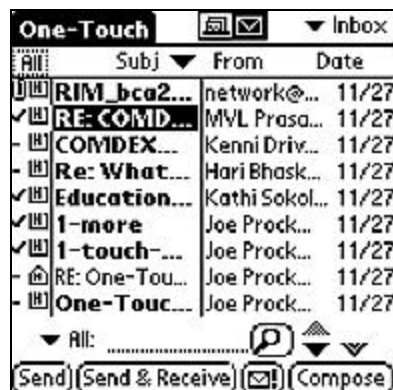 One-Touch Inbox
All Subj From Date
RIM_bca2... network@... 11/27
RE: COMD... MVL Prasa... 11/27
COMDEX... Kenni Driv... 11/27
Re: What... Hari Bhask... 11/27
Education... Kathi Sokol... 11/27
1-more Joe Prock... 11/27
1-touch-... Joe Prock... 11/27
RE: One-Tou... Joe Prock... 11/27
One-Touc... Joe Prock... 11/27
All:
Send Send & Receive Compose